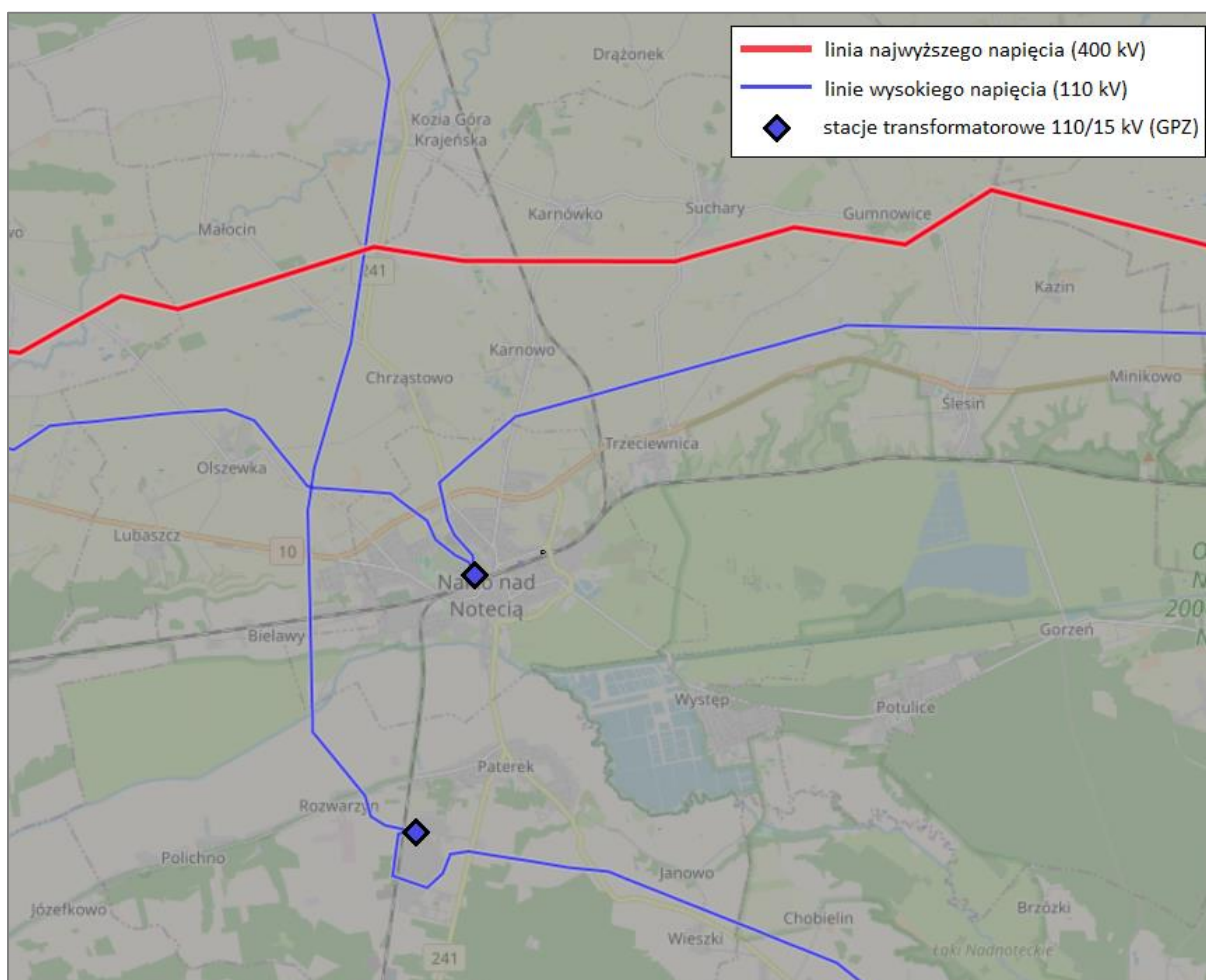 linia najwyższego napięcia (400 kV)
linie wysokiego napięcia (110 kV)
stacje transformatorowe 110/15 kV (GPZ)
Drążonek
Kozia Góra
Krajeńska
Karnówko
Suchary
Gumnowice
wo
Małocin
241
Kazin
Karnowo
Chrząstowo
Minikowo
Ślesin
Trzeciewnica
Olszewka
Lubaszcz
10
Nakło nad
Notecią
O
N
200
N
Bielawy
Gorzeń
Występ
Potulice
Paterek
Rozwarzyn
Polichno
Janowo
Józefkowo
Chobielin
Brzózki
Wieszki
Łąki Nadnoteckie
241